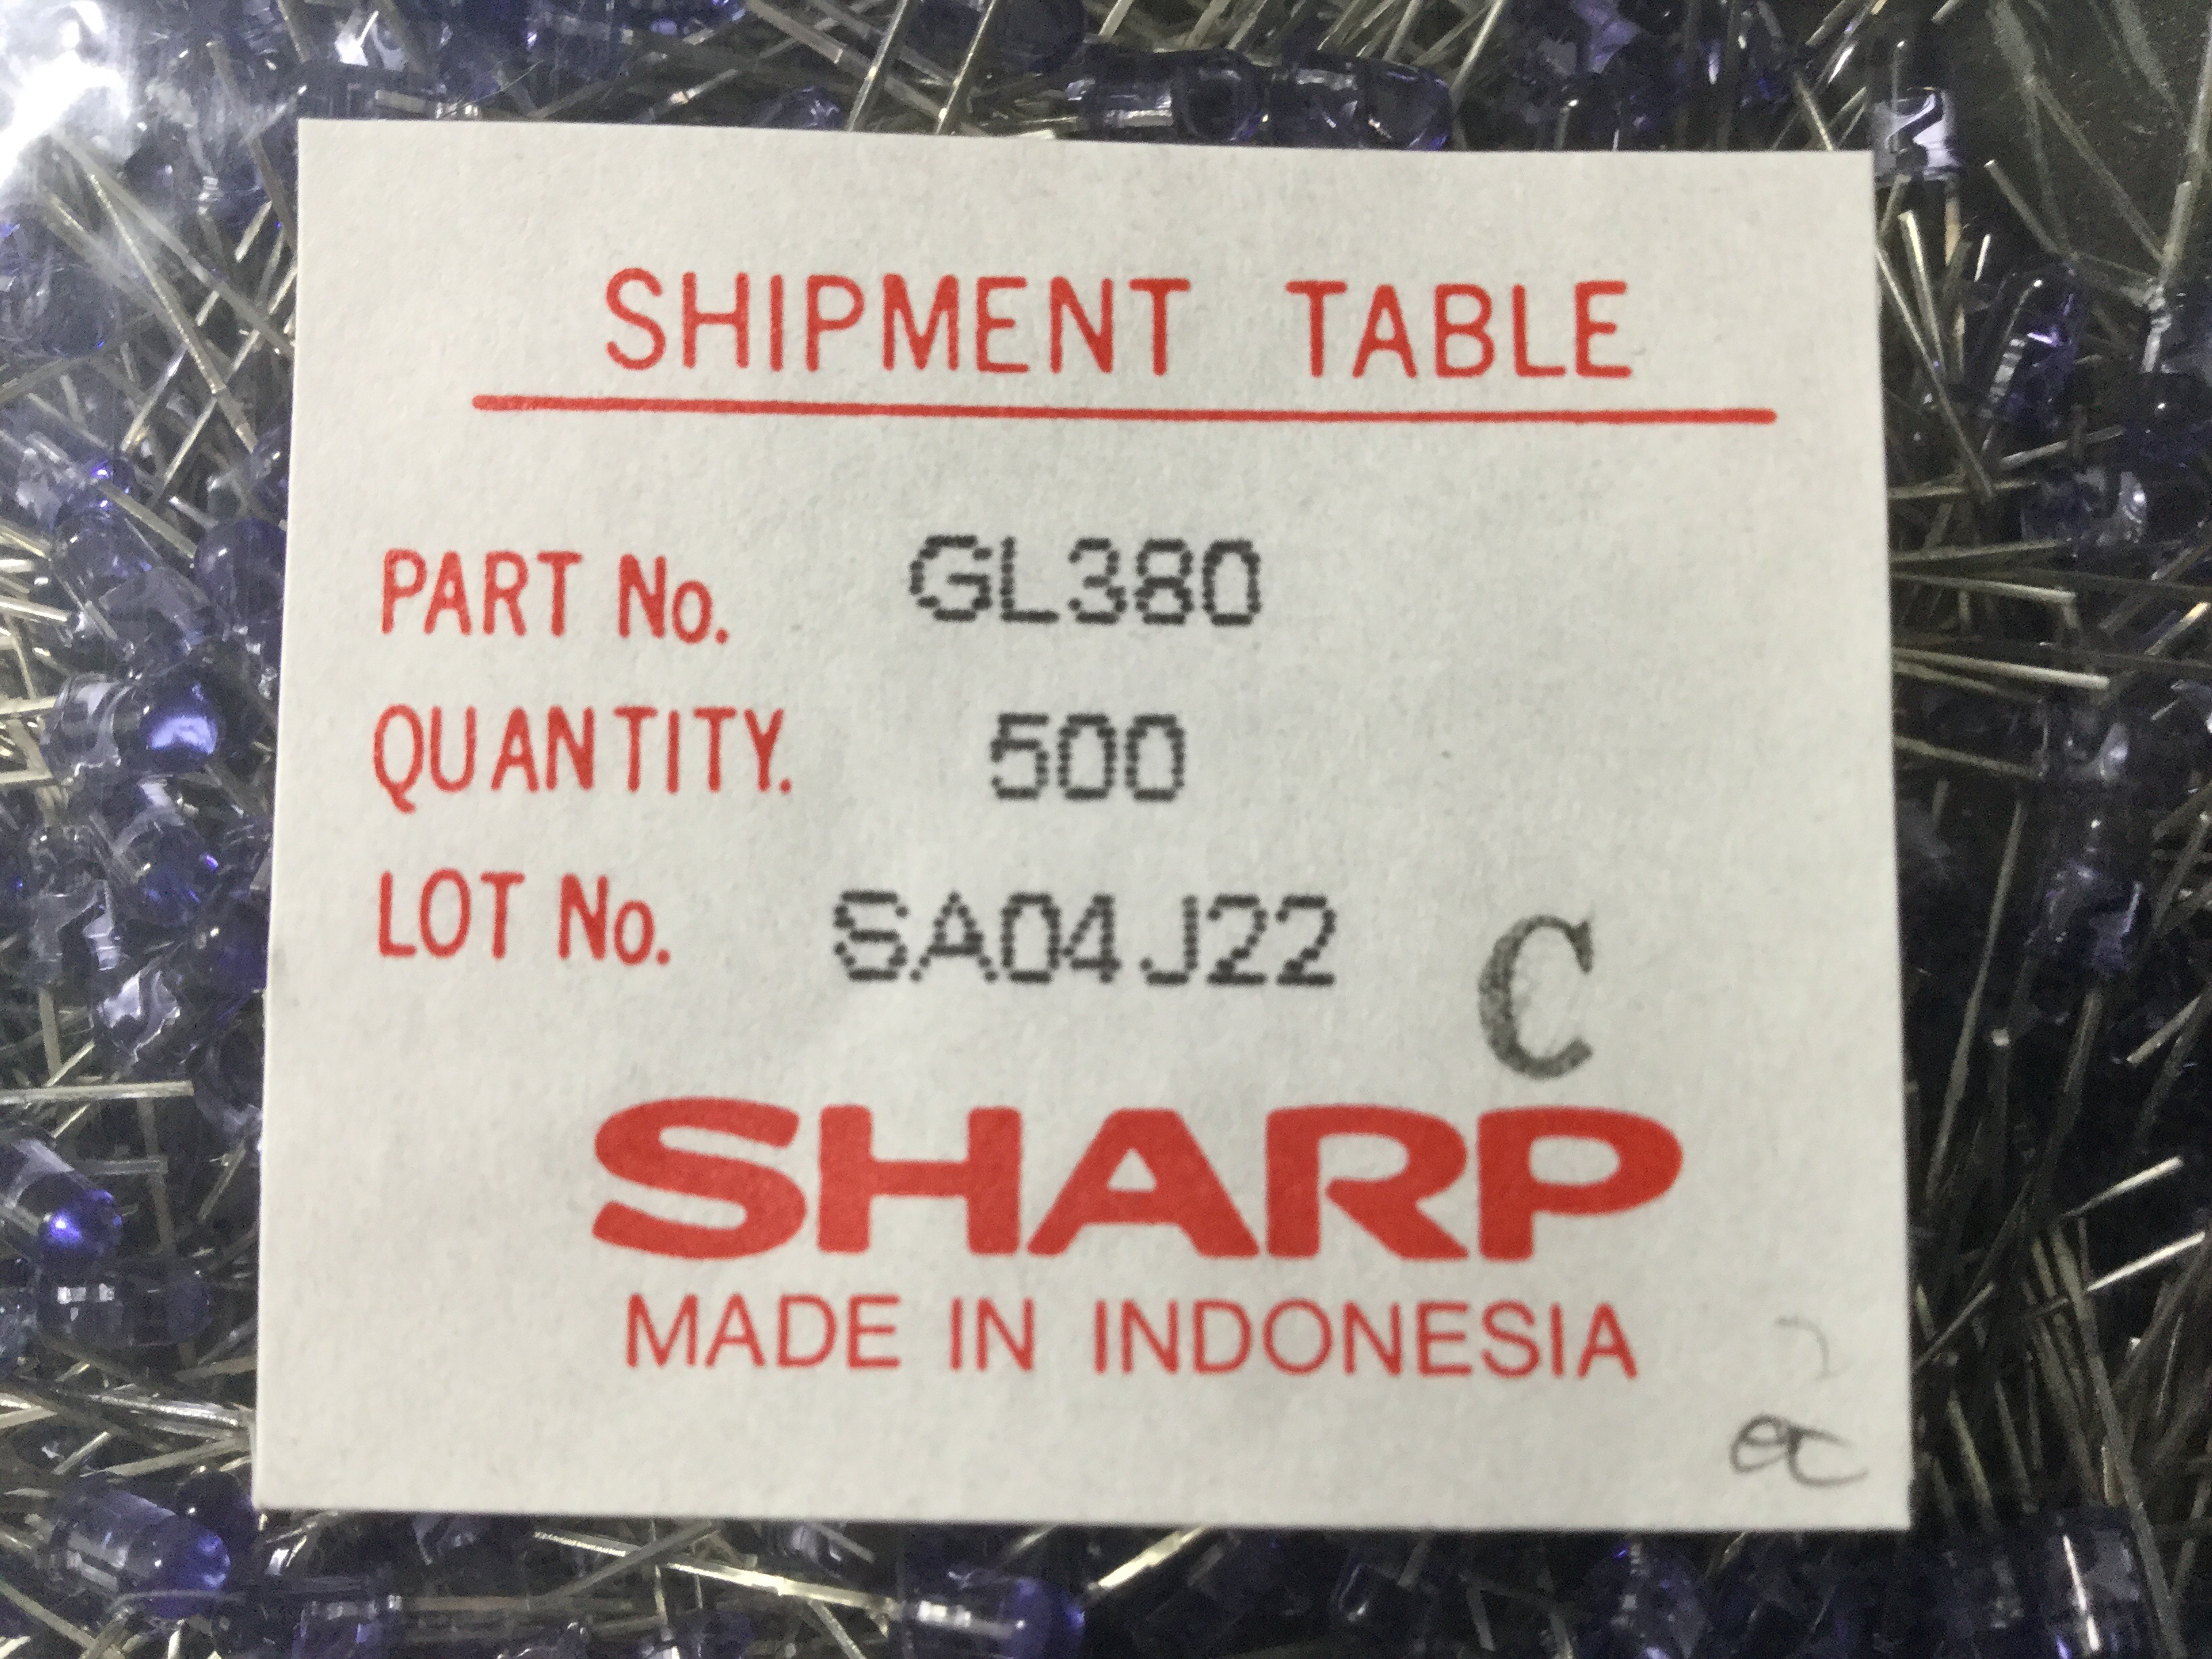 SHIPMENT TABLE
PART No. GL380
QUANTITY. 500
LOT No. SA04J22 C
SHARP
MADE IN INDONESIA